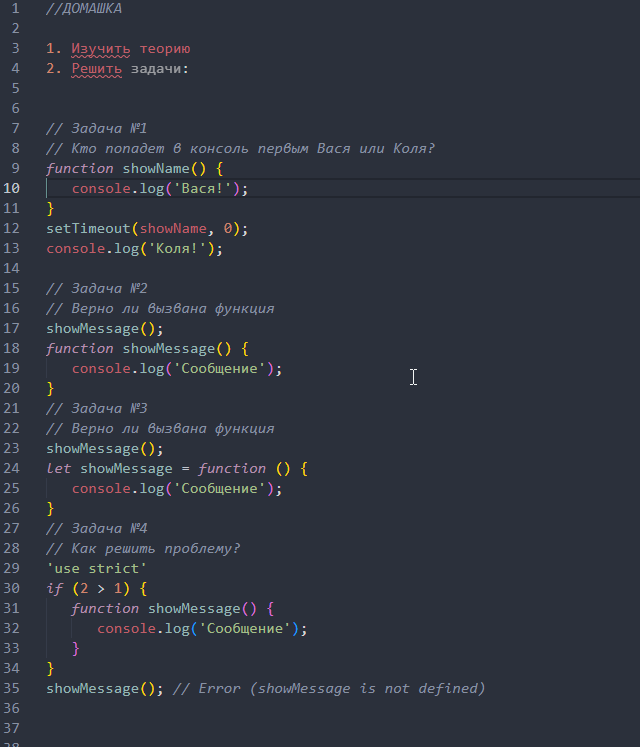 1 //ДОМАШКА
2
3 1. Изучить теорию
4 2. Решить задачи:
5
6
7 // Задача №1
8 // Кто попадет в консоль первым Вася или Коля?
9 function showName() {
10 console.log('Вася!');
11 }
12 setTimeout(showName, 0);
13 console.log('Коля!');
14
15 // Задача №2
16 // Верно ли вызвана функция
17 showMessage();
18 function showMessage() {
19 console.log('Сообщение');
20 }
21 // Задача №3
22 // Верно ли вызвана функция
23 showMessage();
24 let showMessage = function () {
25 console.log('Сообщение');
26 }
27 // Задача №4
28 // Как решить проблему?
29 'use strict'
30 if (2 > 1) {
31 function showMessage() {
32 console.log('Сообщение');
33 }
34 }
35 showMessage(); // Error (showMessage is not defined)
36
37